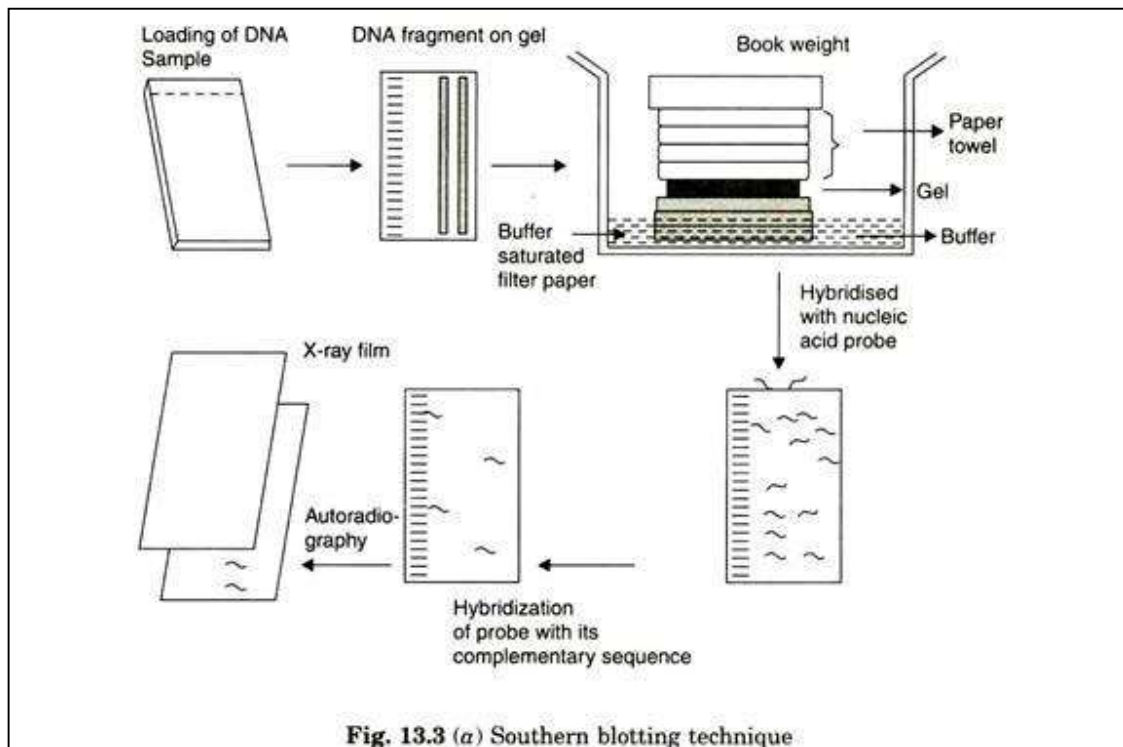 Loading of DNA
Sample
DNA fragment on gel
Book weight
Paper
towel
Gel
Buffer
saturated
filter paper
Buffer
Hybridised
with nucleic
acid probe
X-ray film
Autoradio-
graphy
Hybridization
of probe with its
complementary sequence
Fig. 13.3 (a) Southern blotting technique